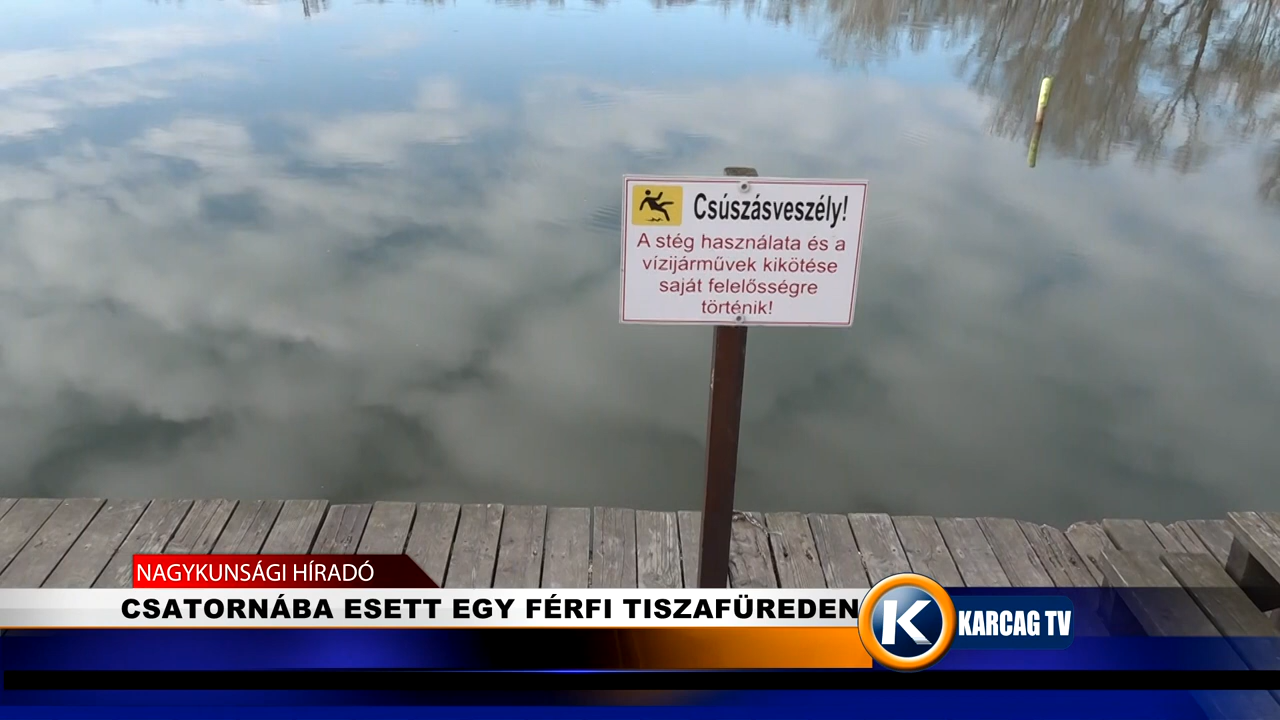 Csúszásveszély!
A stég használata és a
vízijárművek kikötése
saját felelősségre
történik!
NAGYKUNSÁGI HÍRADÓ
CSATORNÁBA ESETT EGY FÉRFI TISZAFÜREDEN
K KARCAG TV